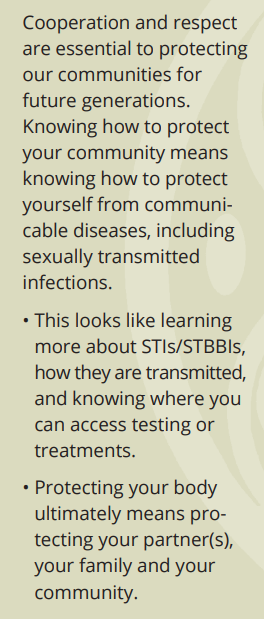 Cooperation and respect
are essential to protecting
our communities for
future generations.
Knowing how to protect
your community means
knowing how to protect
yourself from communi-
cable diseases, including
sexually transmitted
infections.
• This looks like learning
more about STIs/STBBIs,
how they are transmitted,
and knowing where you
can access testing or
treatments.
• Protecting your body
ultimately means pro-
tecting your partner(s),
your family and your
community.